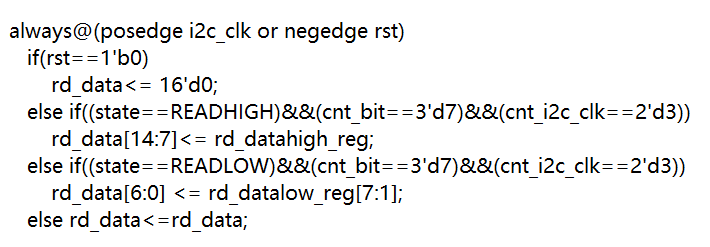 always@(posedge i2c_clk or negedge rst)
if(rst==1'b0)
rd_data<= 16'd0;
else if((state==READHIGH)&&(cnt_bit==3'd7)&&(cnt_i2c_clk==2'd3))
rd_data[14:7]<= rd_datahigh_reg;
else if((state==READLOW)&&(cnt_bit==3'd7)&&(cnt_i2c_clk==2'd3))
rd_data[6:0] <= rd_datalow_reg[7:1];
else rd_data<=rd_data;